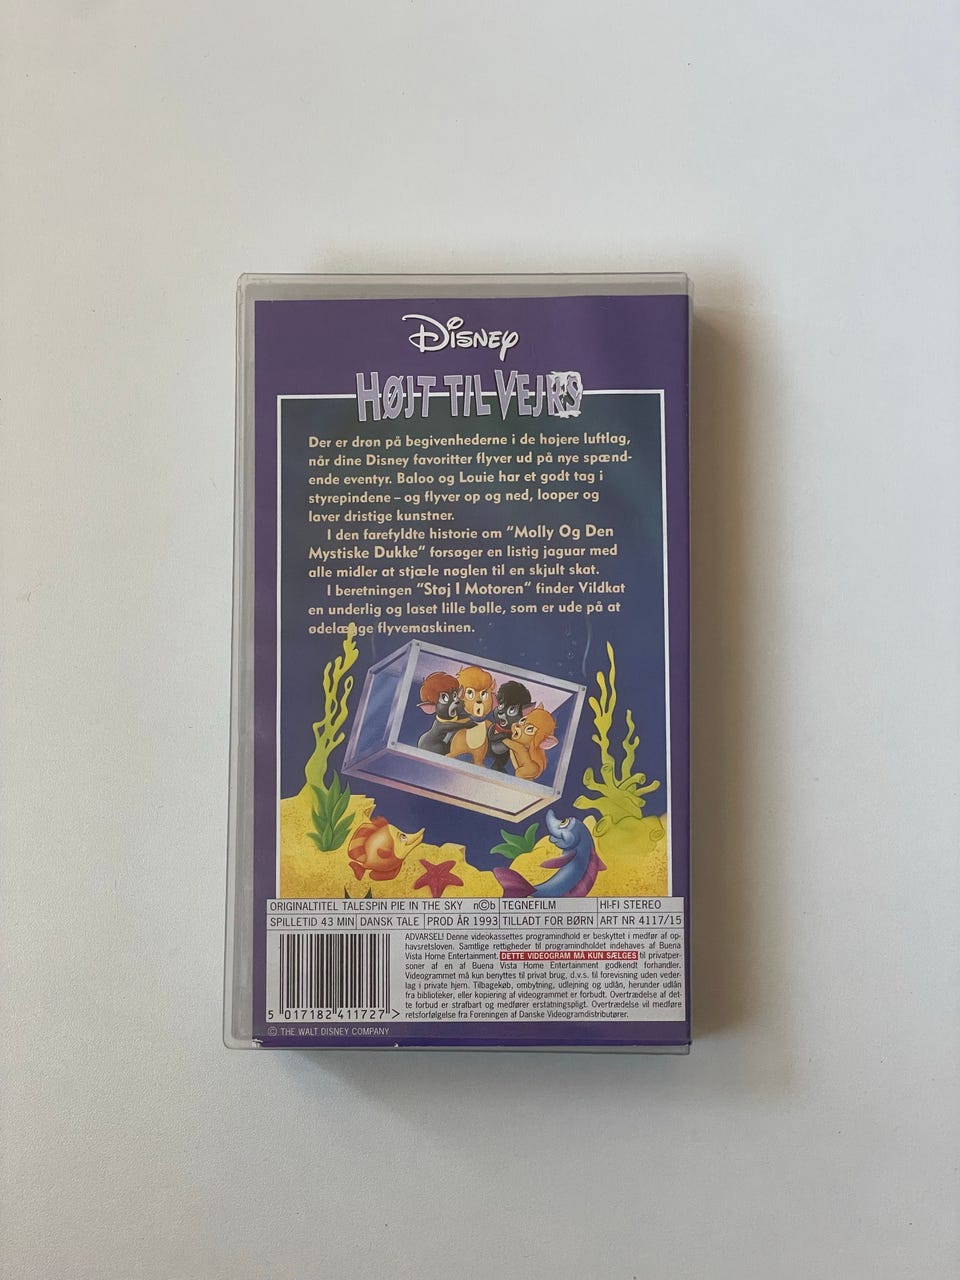 Disney
HØJT TIL VEJRS
Der er drøn på begivenhederne i de højere luftlag,
når dine Disney favoritter flyver ud på nye spænd-
ende eventyr. Baloo og Louie har et godt tag i
styrepindene – og flyver op og ned, looper og
laver dristige kunstner.
I den farefyldte historie om "Molly Og Den
Mystiske Dukke" forsøger en listig jaguar med
alle midler at stjæle nøglen til en skjult skat.
I beretningen "Støj I Motoren" finder Vildkat
en underlig og laset lille bølle, som er ude på at
ødelægge flyvemaskinen.
ORIGINALTITEL TALESPIN PIE IN THE SKY n©b TEGNEFILM HI-FI STEREO
SPILLETID 43 MIN DANSK TALE PROD ÅR 1993 TILLADT FOR BØRN ART NR 4117/15
ADVARSEL! Denne videokassettes programindhold er beskyttet i medfør af op-
havsretsloven. Samtlige rettigheder til programindholdet indehaves af Buena
Vista Home Entertainment. DETTE VIDEOGRAM MÅ KUN SÆLGES til privatper-
soner af en af Buena Vista Home Entertainment godkendt forhandler.
Videogrammet må kun benyttes til privat brug, d.v.s. til forevisning uden veder-
lag i private hjem. Tilbagekøb, ombytning, udlejning og udlån, herunder udlån
fra biblioteker, eller kopiering af videogrammet er forbudt. Overtrædelse af det-
te forbud er strafbart og medfører erstatningspligt. Overtrædelse vil medføre
retsforfølgelse fra Foreningen af Danske Videogramdistributører.
5 017182 411727 >
© THE WALT DISNEY COMPANY